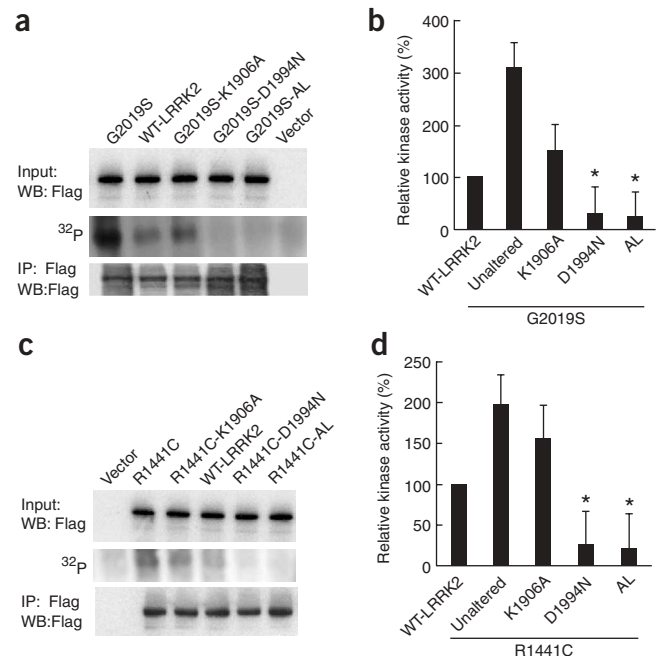 a
G2019S
WT-LRRK2
G2019S-K1906A
G2019S-D1994N
G2019S-AL
Vector
Input:
WB: Flag
32P
IP: Flag
WB:Flag
b
Relative kinase activity (%)
400
300
200
100
0
*
*
WT-LRRK2
Unaltered
K1906A
D1994N
AL
G2019S
c
Vector
R1441C
R1441C-K1906A
WT-LRRK2
R1441C-D1994N
R1441C-AL
Input:
WB: Flag
32P
IP: Flag
WB:Flag
d
Relative kinase activity (%)
250
200
150
100
50
0
*
*
WT-LRRK2
Unaltered
K1906A
D1994N
AL
R1441C